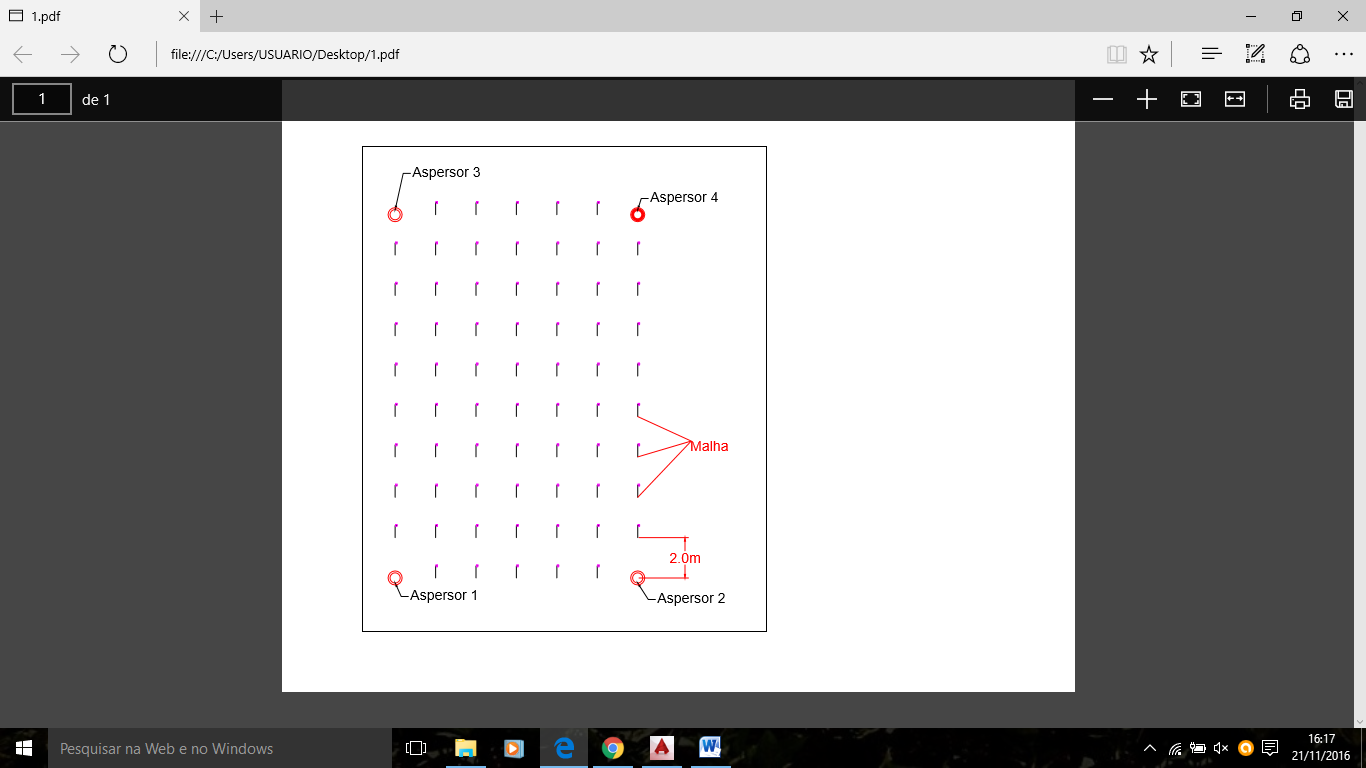 1.pdf
file:///C:/Users/USUARIO/Desktop/1.pdf
1 de 1
Aspersor 3
Aspersor 4
Malha
2.0m
Aspersor 1
Aspersor 2
Pesquisar na Web e no Windows
16:17
21/11/2016